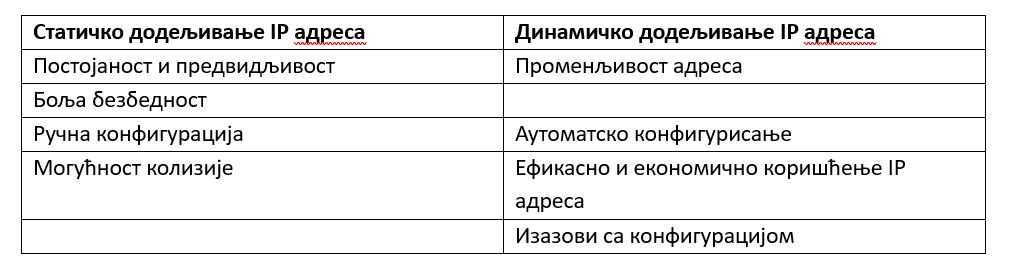 Статичко додељивање IP адреса
Динамичко додељивање IP адреса
Постојаност и предвидљивост
Променљивост адреса
Боља безбедност
Ручна конфигурација
Аутоматско конфигурисање
Могућност колизије
Ефикасно и економично коришћење IP
адреса
Изазови са конфигурацијом